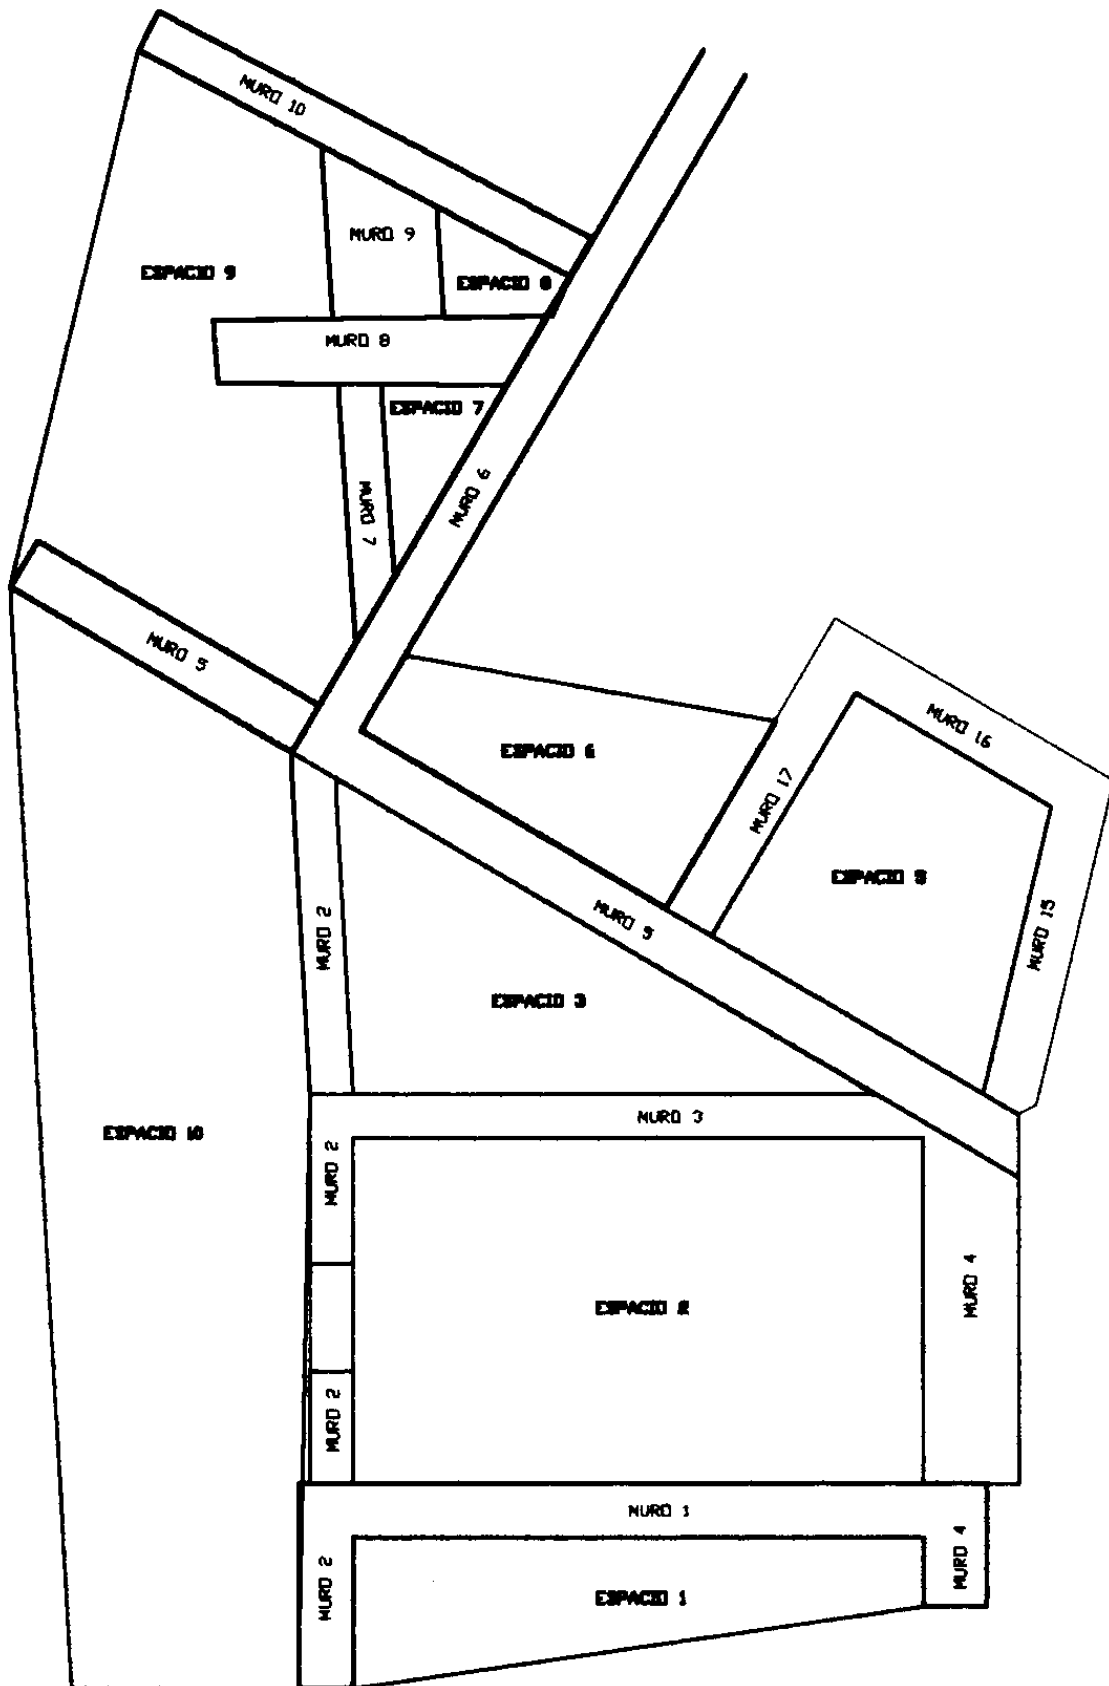 MURO 10
MURO 9
ESPACIO 9
ESPACIO 8
MURO 8
ESPACIO 7
MURO 6
MURO 7
MURO 5
MURO 16
ESPACIO 6
MURO 17
ESPACIO 5
MURO 5
MURO 2
MURO 15
ESPACIO 3
MURO 3
ESPACIO 10
MURO 2
MURO 4
ESPACIO 2
MURO 2
MURO 1
MURO 4
MURO 2
ESPACIO 1